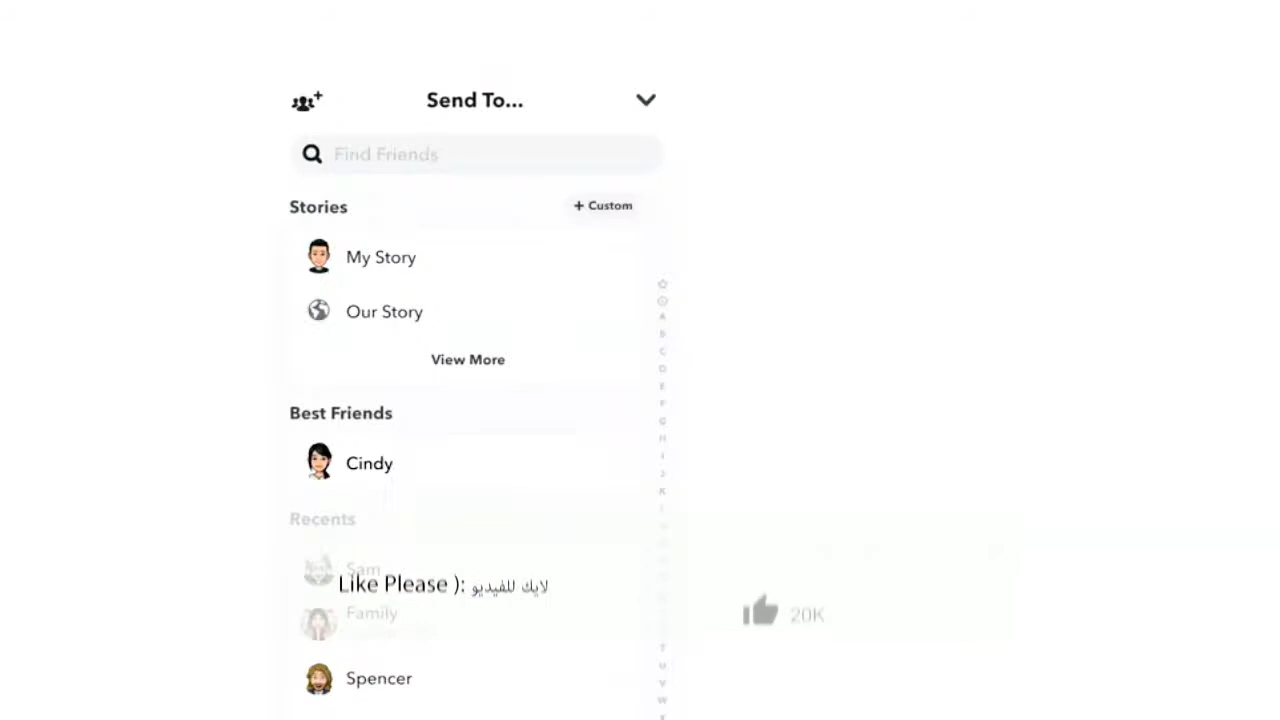 Send To...
Find Friends
Stories
+ Custom
My Story
Our Story
View More
Best Friends
Cindy
Recents
Sam
Like Please ): لايك للفيديو
Family
20K
Spencer
A
B
C
D
E
F
G
H
I
J
K
T
U
V
W